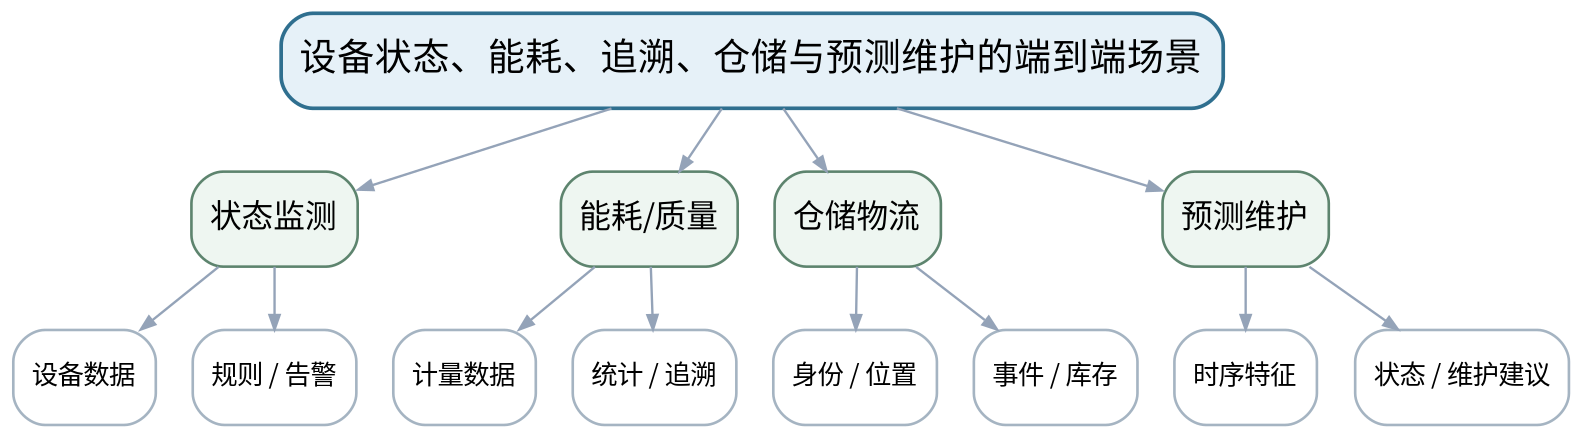 设备状态、能耗、追溯、仓储与预测维护的端到端场景
状态监测
能耗/质量
仓储物流
预测维护
设备数据
规则 / 告警
计量数据
统计 / 追溯
身份 / 位置
事件 / 库存
时序特征
状态 / 维护建议